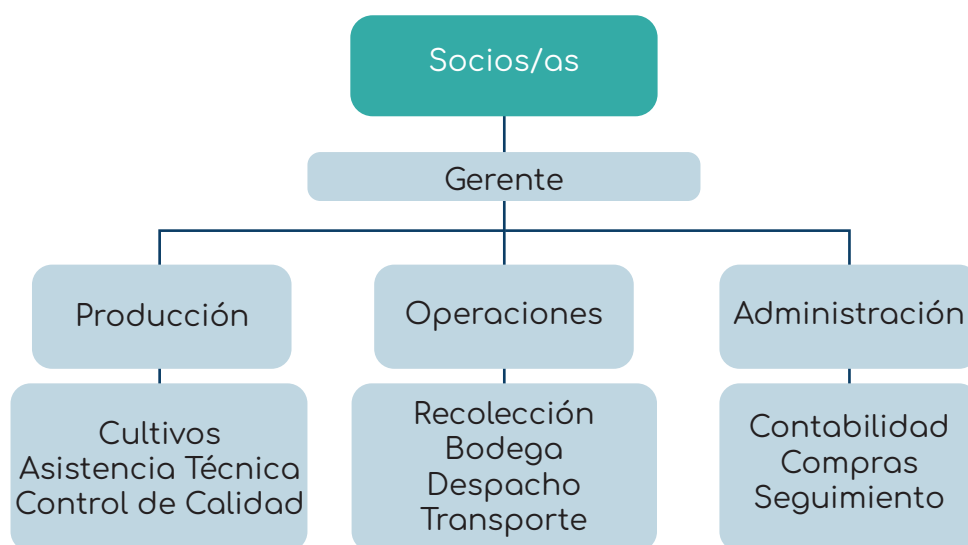 Socios/as
Gerente
Producción
Operaciones
Administración
Cultivos
Asistencia Técnica
Control de Calidad
Recolección
Bodega
Despacho
Transporte
Contabilidad
Compras
Seguimiento